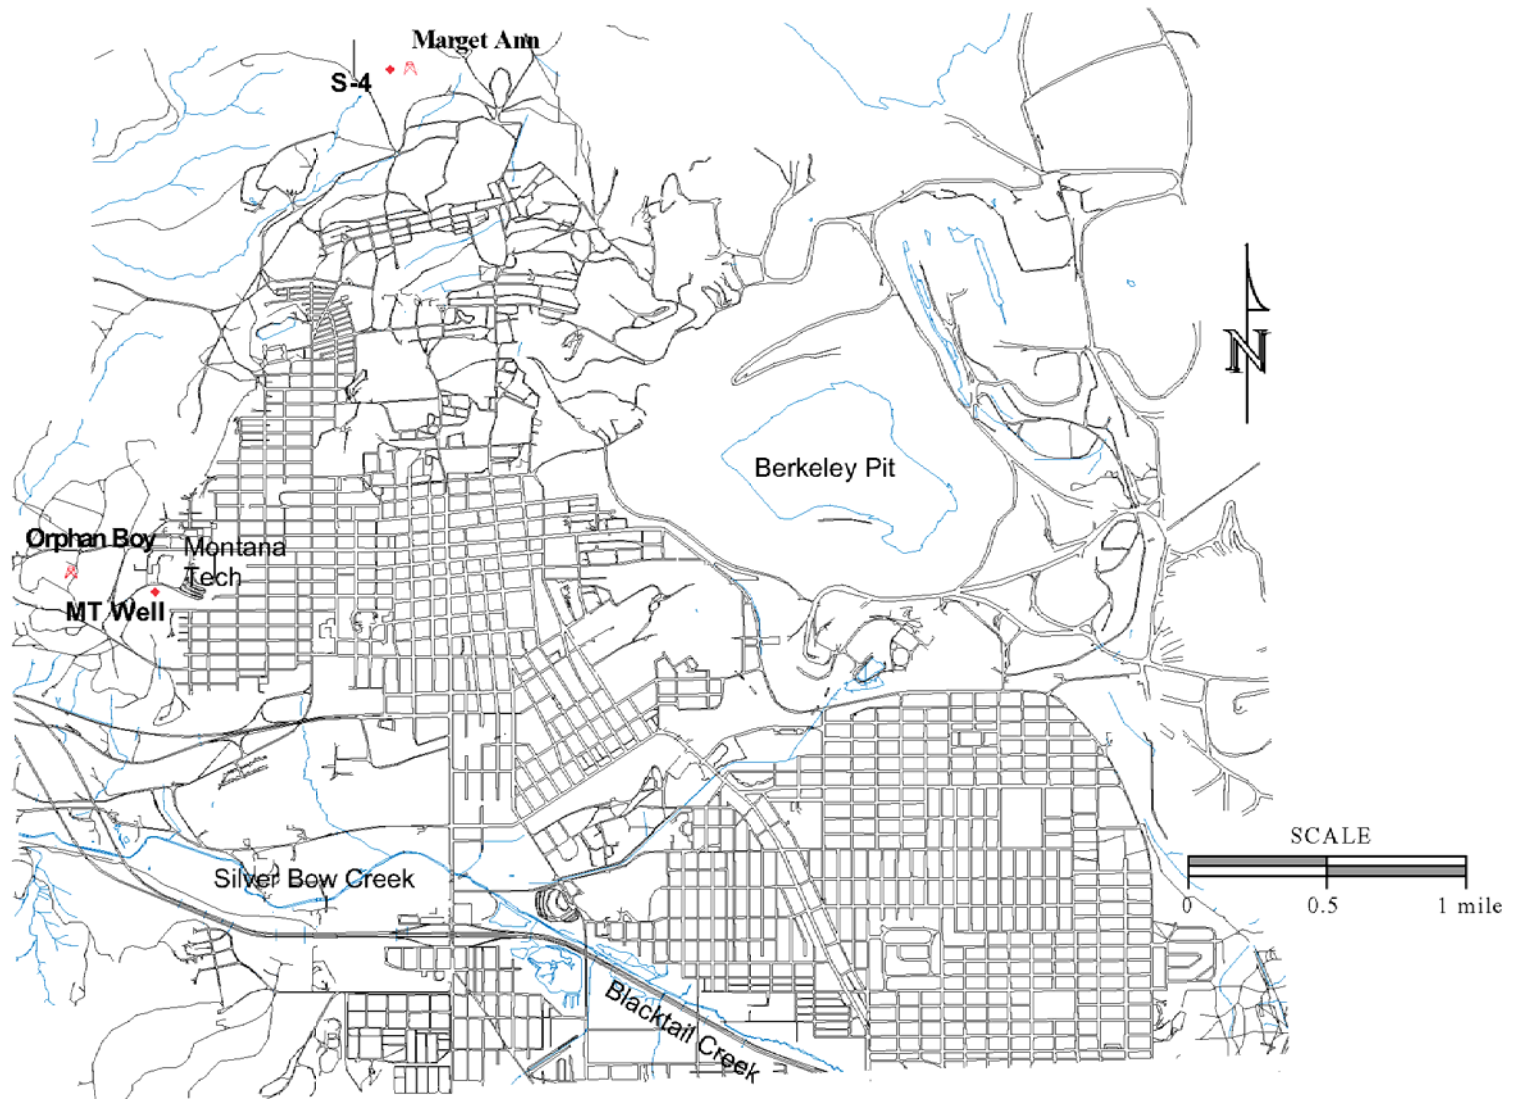 Marget Ann
S-4
N
Berkeley Pit
Orphan Boy
Montana
Tech
MT Well
SCALE
0 0.5 1 mile
Silver Bow Creek
Blacktail Creek